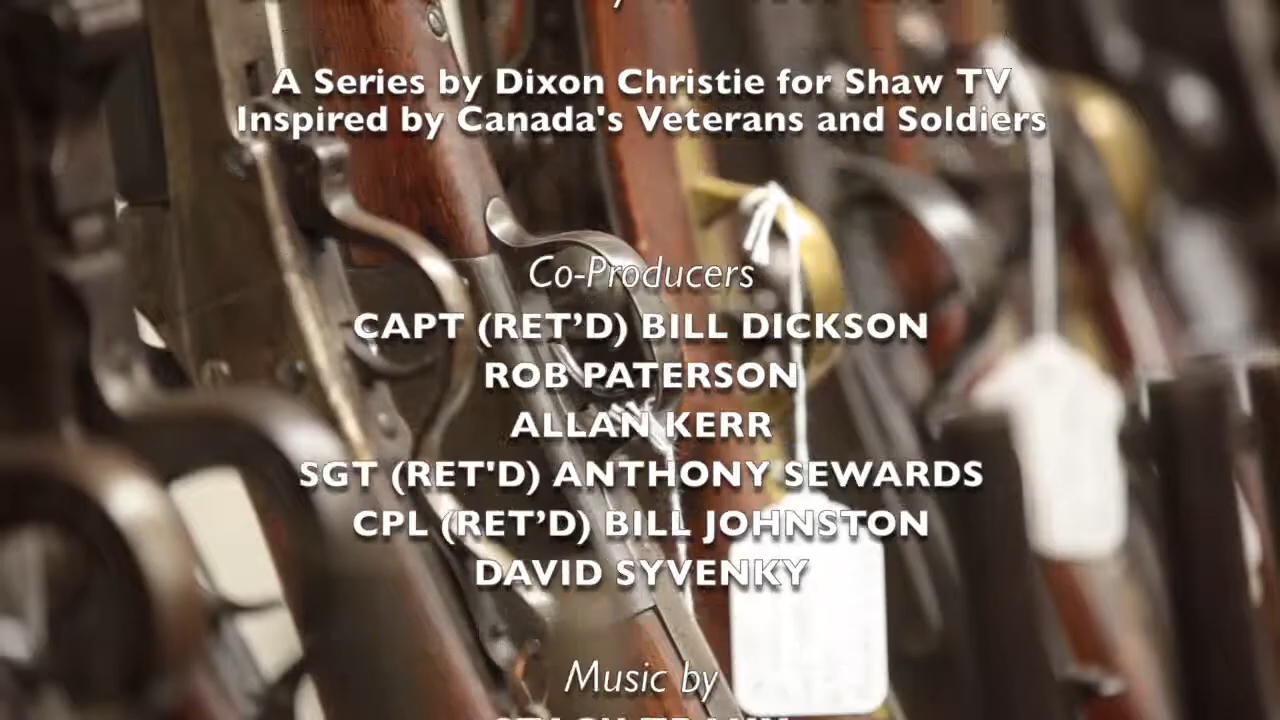 A Series by Dixon Christie for Shaw TV
Inspired by Canada's Veterans and Soldiers
Co-Producers
CAPT (RET’D) BILL DICKSON
ROB PATERSON
ALLAN KERR
SGT (RET'D) ANTHONY SEWARDS
CPL (RET’D) BILL JOHNSTON
DAVID SYVENKY
Music by